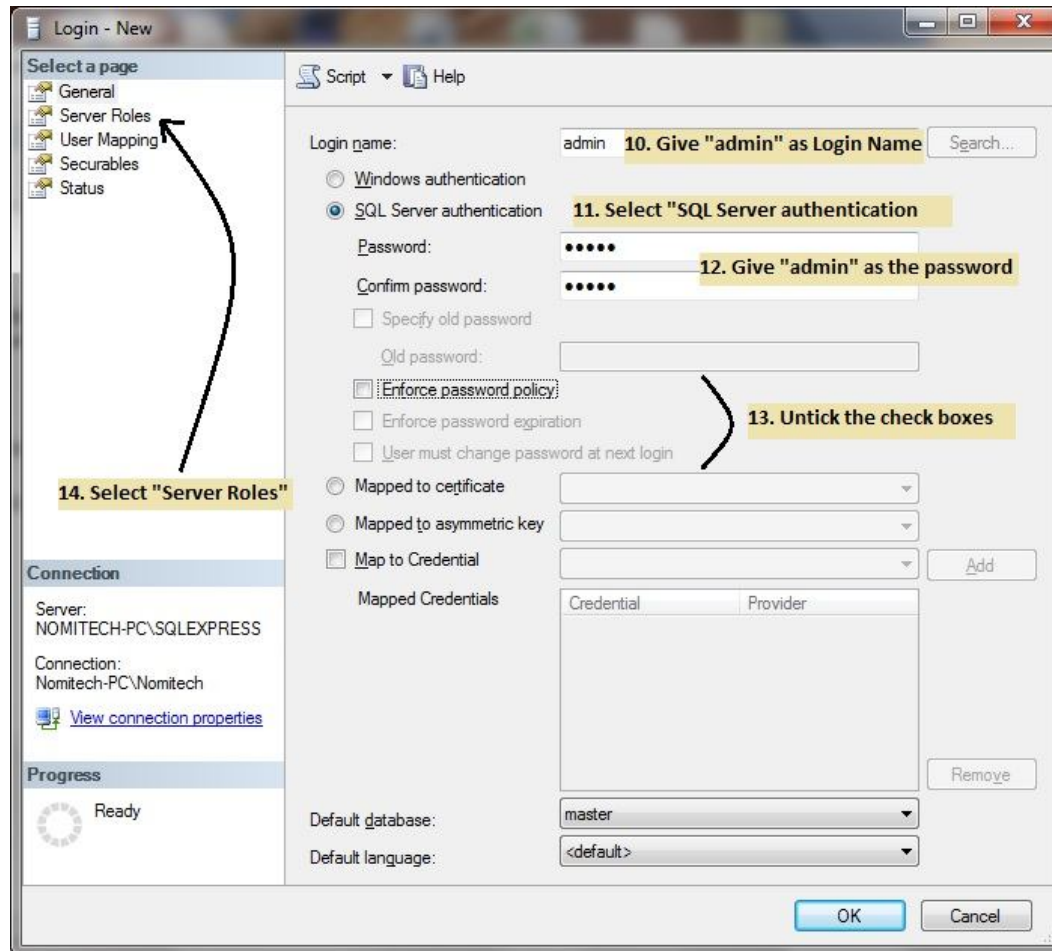 Login - New
Select a page
General
Server Roles
User Mapping
Securables
Status
14. Select "Server Roles"
Connection
Server:
NOMITECH-PC\SQLEXPRESS
Connection:
Nomitech-PC\Nomitech
View connection properties
Progress
Ready
Script Help
Login name: admin 10. Give "admin" as Login Name Search...
Windows authentication
SQL Server authentication 11. Select "SQL Server authentication
Password:
12. Give "admin" as the password
Confirm password:
Specify old password
Old password:
Enforce password policy
Enforce password expiration 13. Untick the check boxes
User must change password at next login
Mapped to certificate
Mapped to asymmetric key
Map to Credential Add
Mapped Credentials Credential Provider
Remove
Default database: master
Default language: <default>
OK Cancel